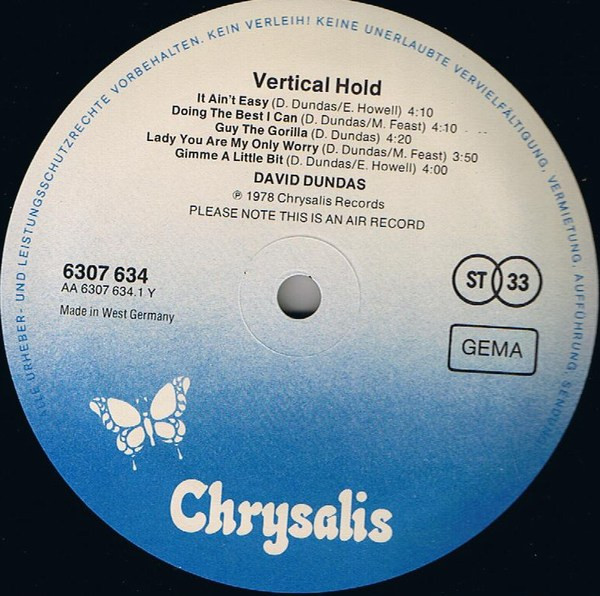 ALLE URHEBER- UND LEISTUNGSSCHUTZRECHTE VORBEHALTEN. KEIN VERLEIH! KEINE UNERLAUBTE VERVIELFÄLTIGUNG, VERMIETUNG, AUFFÜHRUNG, SENDUNG!
Vertical Hold
It Ain't Easy (D. Dundas/E. Howell) 4:10
Doing The Best I Can (D. Dundas/M. Feast) 4:10
Guy The Gorilla (D. Dundas) 4:20
Lady You Are My Only Worry (D. Dundas/M. Feast) 3:50
Gimme A Little Bit (D. Dundas/E. Howell) 4:00
DAVID DUNDAS
℗ 1978 Chrysalis Records
PLEASE NOTE THIS IS AN AIR RECORD
6307 634
AA 6307 634.1 Y
Made in West Germany
ST 33
GEMA
Chrysalis